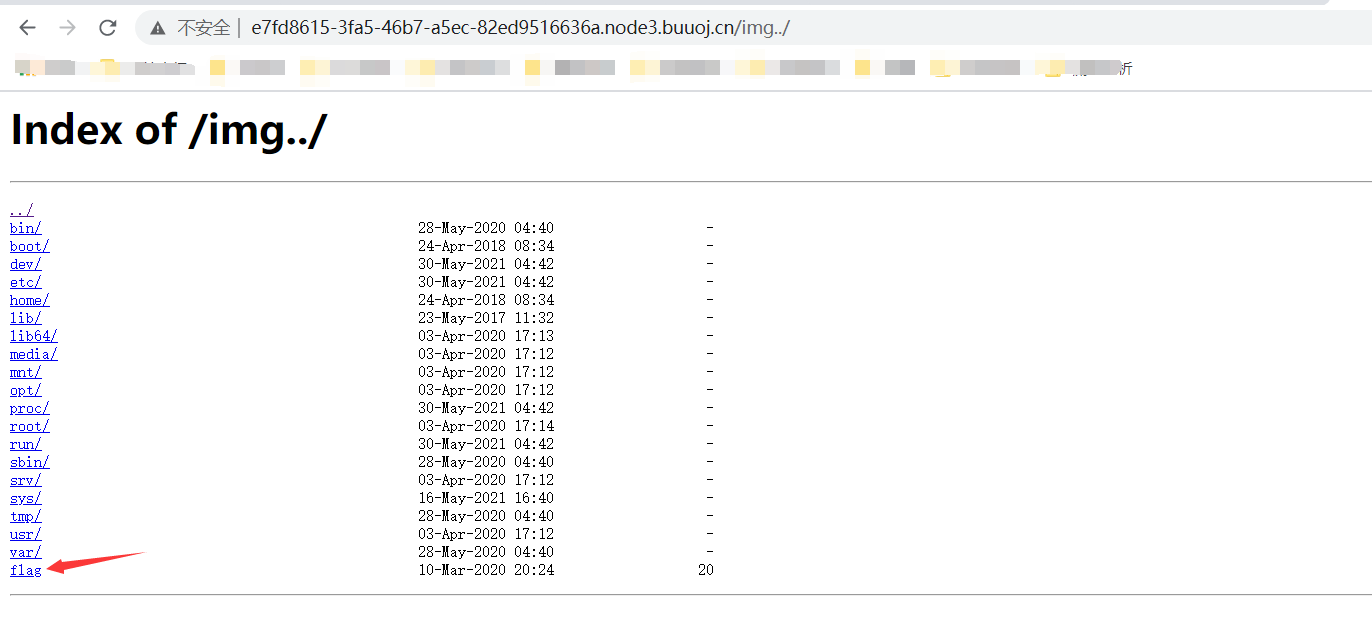 不安全 | e7fd8615-3fa5-46b7-a5ec-82ed9516636a.node3.buuoj.cn/img../
析
Index of /img../
../
bin/ 28-May-2020 04:40 -
boot/ 24-Apr-2018 08:34 -
dev/ 30-May-2021 04:42 -
etc/ 30-May-2021 04:42 -
home/ 24-Apr-2018 08:34 -
lib/ 23-May-2017 11:32 -
lib64/ 03-Apr-2020 17:13 -
media/ 03-Apr-2020 17:12 -
mnt/ 03-Apr-2020 17:12 -
opt/ 03-Apr-2020 17:12 -
proc/ 30-May-2021 04:42 -
root/ 03-Apr-2020 17:14 -
run/ 30-May-2021 04:42 -
sbin/ 28-May-2020 04:40 -
srv/ 03-Apr-2020 17:12 -
sys/ 16-May-2021 16:40 -
tmp/ 28-May-2020 04:40 -
usr/ 03-Apr-2020 17:12 -
var/ 28-May-2020 04:40 -
flag 10-Mar-2020 20:24 20